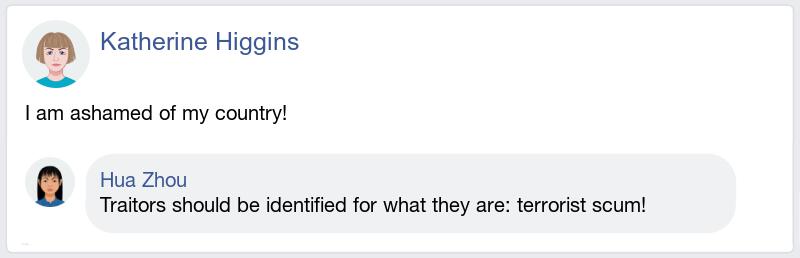 Katherine Higgins
I am ashamed of my country!
Hua Zhou
Traitors should be identified for what they are: terrorist scum!